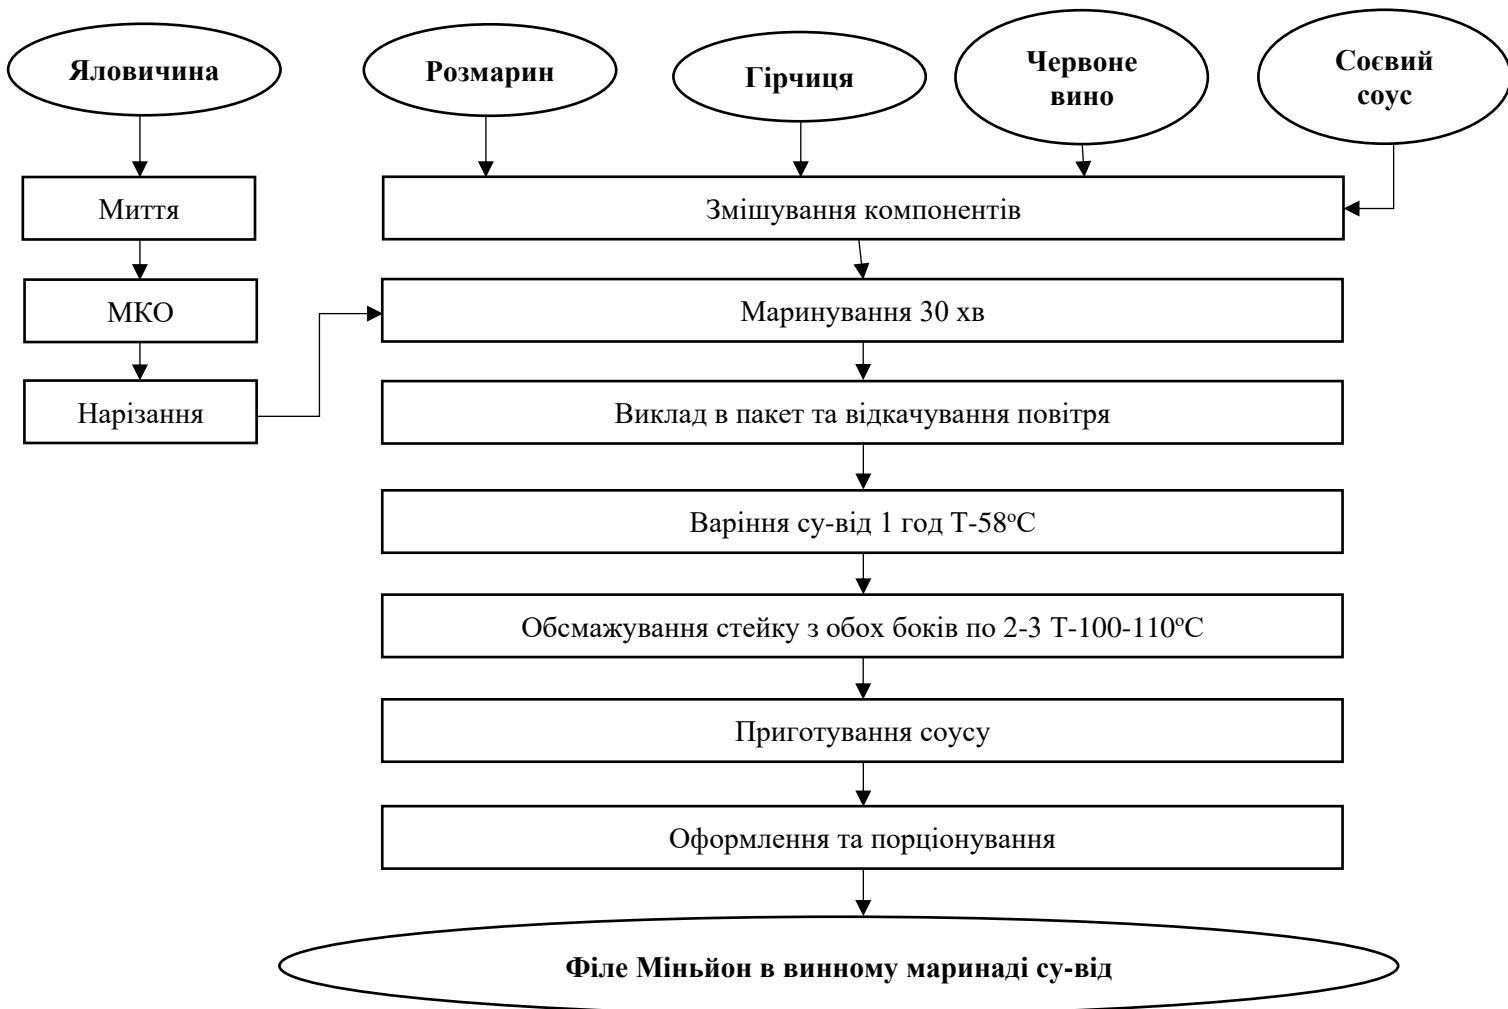 Яловичина
Розмарин
Гірчиця
Червоне
вино
Соєвий
соус
Миття
Змішування компонентів
МКО
Маринування 30 хв
Нарізання
Виклад в пакет та відкачування повітря
Варіння су-від 1 год Т-58ºС
Обсмажування стейку з обох боків по 2-3 Т-100-110ºС
Приготування соусу
Оформлення та порціонування
Філе Міньйон в винному маринаді су-від